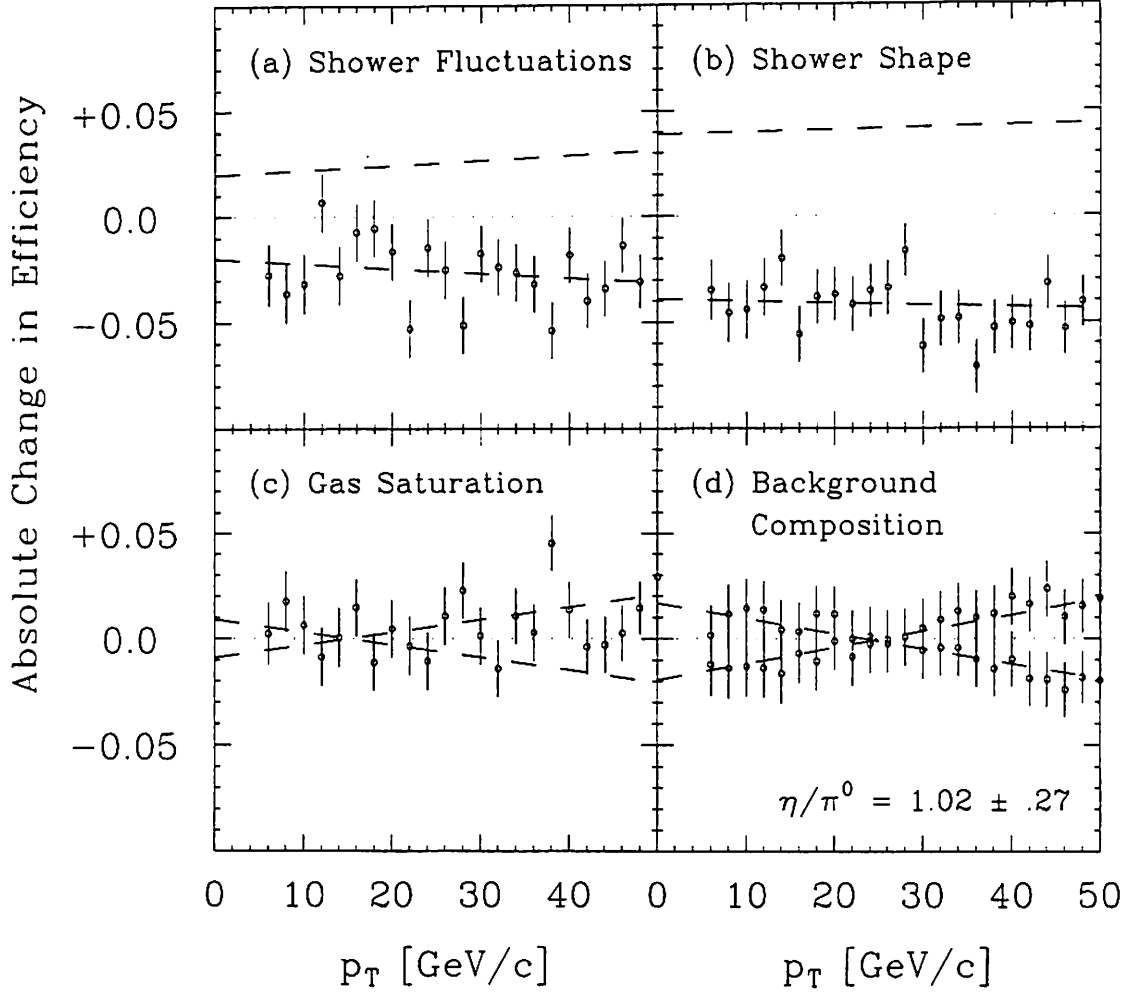 Absolute Change in Efficiency
(a) Shower Fluctuations
(b) Shower Shape
+0.05
0.0
−0.05
(c) Gas Saturation
(d) Background
Composition
+0.05
0.0
−0.05
η/π⁰ = 1.02 ± .27
0 10 20 30 40 0 10 20 30 40 50
p_T [GeV/c] p_T [GeV/c]